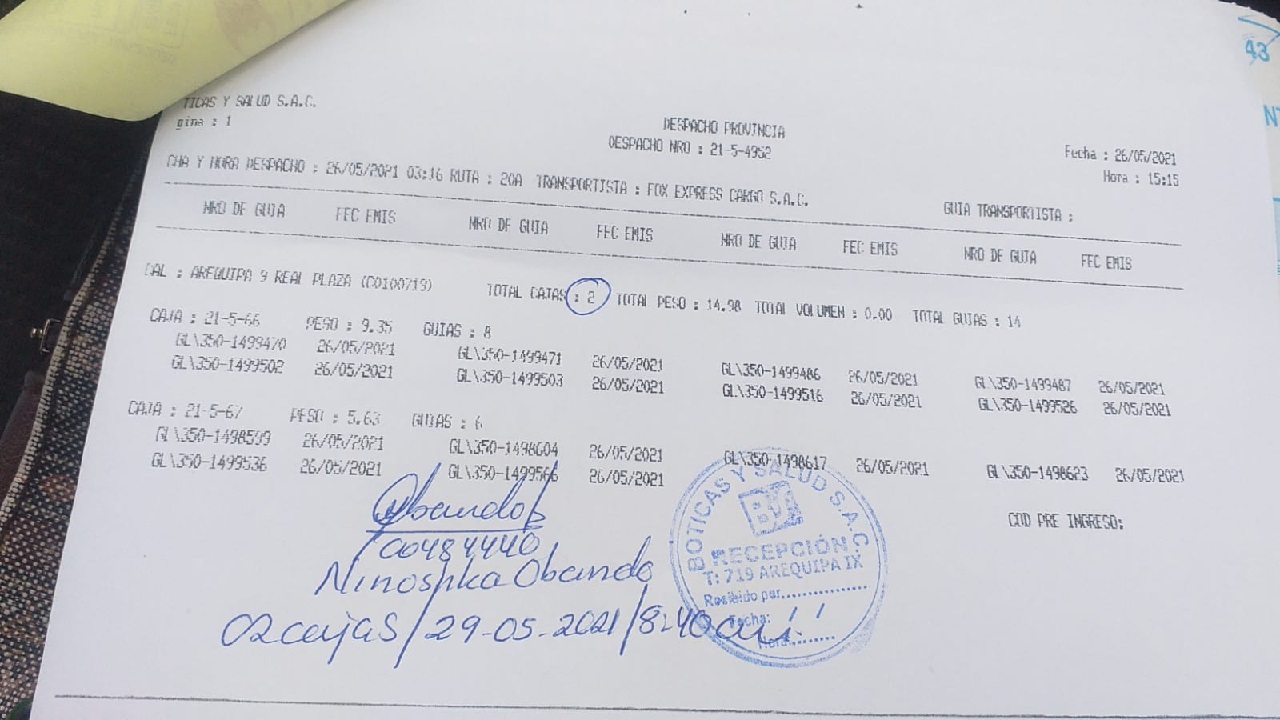 TICAS Y SALUD S.A.C.
gina : 1
DESPACHO PROVINCIA
DESPACHO NRO : 21-5-4952
Fecha : 26/05/2021
Hora : 15:15
CHA Y HORA DESPACHO : 26/05/2021 03:16 RUTA : 20A TRANSPORTISTA : FOX EXPRESS CARGO S.A.C.
GUIA TRANSPORTISTA :
NRO DE GUIA FEC EMIS NRO DE GUIA FEC EMIS NRO DE GUIA FEC EMIS NRO DE GUIA FEC EMIS
CAL : AREQUIPA 9 REAL PLAZA (C0100719) TOTAL CAJAS : 2 TOTAL PESO : 14.98 TOTAL VOLUMEN : 0.00 TOTAL GUIAS : 14
CAJA : 21-5-66 PESO : 9.35 GUIAS : 8
GL\350-1499470 26/05/2021 GL\350-1499471 26/05/2021 GL\350-1499486 26/05/2021 GL\350-1499487 26/05/2021
GL\350-1499502 26/05/2021 GL\350-1499503 26/05/2021 GL\350-1499516 26/05/2021 GL\350-1499526 26/05/2021
CAJA : 21-5-67 PESO : 5.63 GUIAS : 6
GL\350-1498599 26/05/2021 GL\350-1498604 26/05/2021 GL\350-1498617 26/05/2021 GL\350-1498623 26/05/2021
GL\350-1499536 26/05/2021 GL\350-1499566 26/05/2021
COD PRE INGRESO:
Obando
00484440
Ninoshka Obando
02 cajas / 29-05-2021 / 8:40am
BOTICAS Y SALUD S.A.C.
RECEPCIÓN
T: 719 AREQUIPA IX
Recibido por
Fecha: / /
Hora:
43